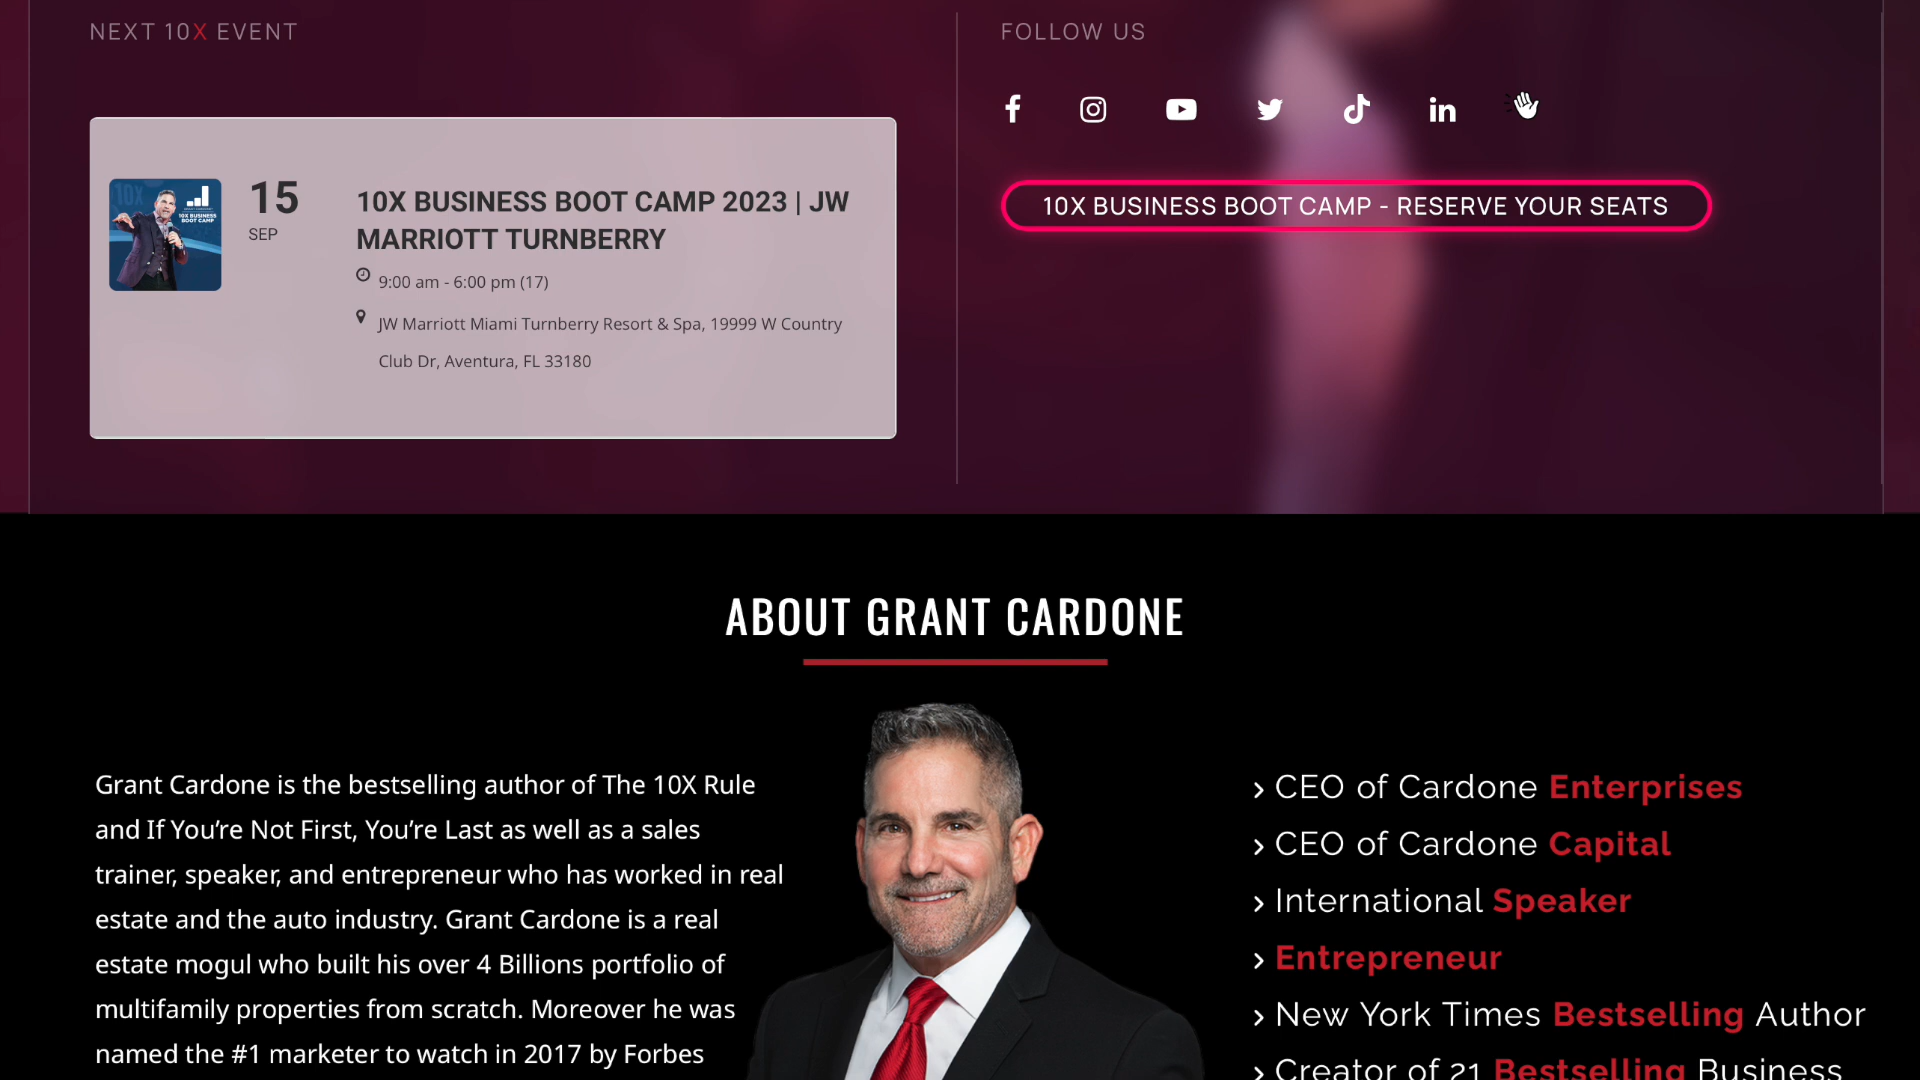 NEXT 10X EVENT
10X
10X BUSINESS
BOOT CAMP
15
SEP
10X BUSINESS BOOT CAMP 2023 | JW
MARRIOTT TURNBERRY
9:00 am - 6:00 pm (17)
JW Marriott Miami Turnberry Resort & Spa, 19999 W Country
Club Dr, Aventura, FL 33180
FOLLOW US
10X BUSINESS BOOT CAMP - RESERVE YOUR SEATS
ABOUT GRANT CARDONE
Grant Cardone is the bestselling author of The 10X Rule
and If You’re Not First, You’re Last as well as a sales
trainer, speaker, and entrepreneur who has worked in real
estate and the auto industry. Grant Cardone is a real
estate mogul who built his over 4 Billions portfolio of
multifamily properties from scratch. Moreover he was
named the #1 marketer to watch in 2017 by Forbes
› CEO of Cardone Enterprises
› CEO of Cardone Capital
› International Speaker
› Entrepreneur
› New York Times Bestselling Author
› Creator of 21 Bestselling Business